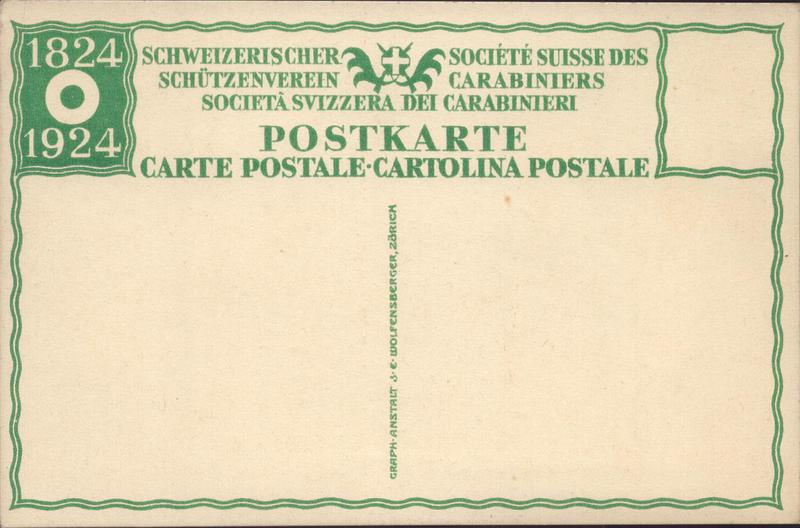 1824
1924
SCHWEIZERISCHER
SCHÜTZENVEREIN
SOCIÉTÉ SUISSE DES
CARABINIERS
SOCIETÀ SVIZZERA DEI CARABINIERI
POSTKARTE
CARTE POSTALE·CARTOLINA POSTALE
GRAPH·ANSTALT J·E·WOLFENSBERGER, ZÜRICH